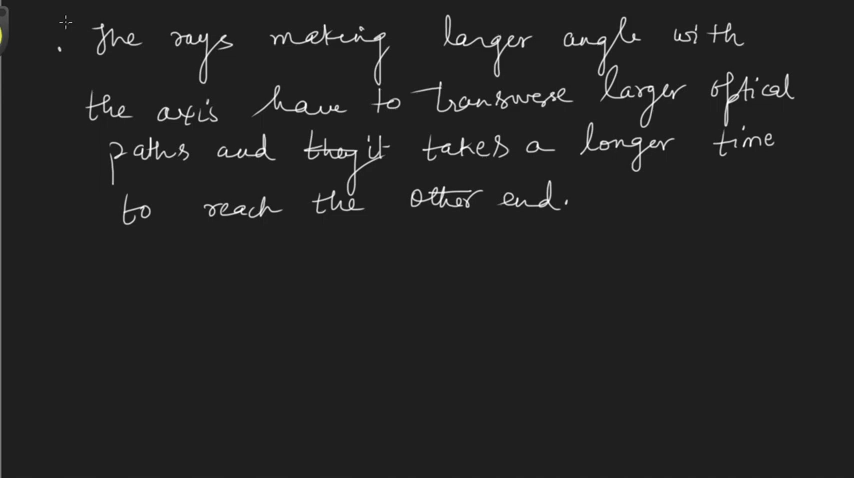 . The rays making larger angle with
the axis have to transverse larger optical
paths and ~~they~~ it takes a longer time
to reach the other end.